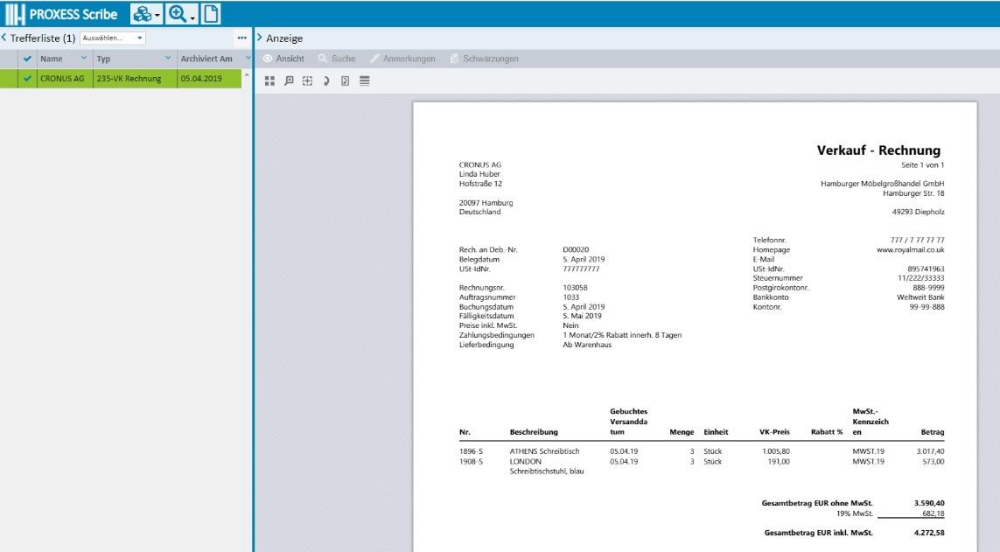 PROXESS Scribe
Trefferliste (1) Auswählen...
Anzeige
Name Typ Archiviert Am
CRONUS AG 235-VK Rechnung 05.04.2019
Ansicht Suche Anmerkungen Schwärzungen
Verkauf - Rechnung
Seite 1 von 1
CRONUS AG
Linda Huber
Hofstraße 12
20097 Hamburg
Deutschland
Hamburger Möbelgroßhandel GmbH
Hamburger Str. 18
49293 Diepholz
Rech. an Deb.-Nr. D00020
Belegdatum 5. April 2019
USt-IdNr. 777777777
Rechnungsnr. 103058
Auftragsnummer 1033
Buchungsdatum 5. April 2019
Fälligkeitsdatum 5. Mai 2019
Preise inkl. MwSt. Nein
Zahlungsbedingungen 1 Monat/2% Rabatt innerh. 8 Tagen
Lieferbedingung Ab Warenhaus
Telefonnr. 777 / 7 77 77 77
Homepage www.royalmail.co.uk
E-Mail
USt-IdNr. 895741963
Steuernummer 11/222/33333
Postgirokontonr. 888-9999
Bankkonto Weltweit Bank
Kontonr. 99-99-888
Gebuchtes MwSt.-
Versandda Kennzeich
Nr. Beschreibung tum Menge Einheit VK-Preis Rabatt % en Betrag
1896-S ATHENS Schreibtisch 05.04.19 3 Stück 1.005,80 MWST.19 3.017,40
1908-S LONDON 05.04.19 3 Stück 191,00 MWST.19 573,00
Schreibtischstuhl, blau
Gesamtbetrag EUR ohne MwSt. 3.590,40
19% MwSt. 682,18
Gesamtbetrag EUR inkl. MwSt. 4.272,58